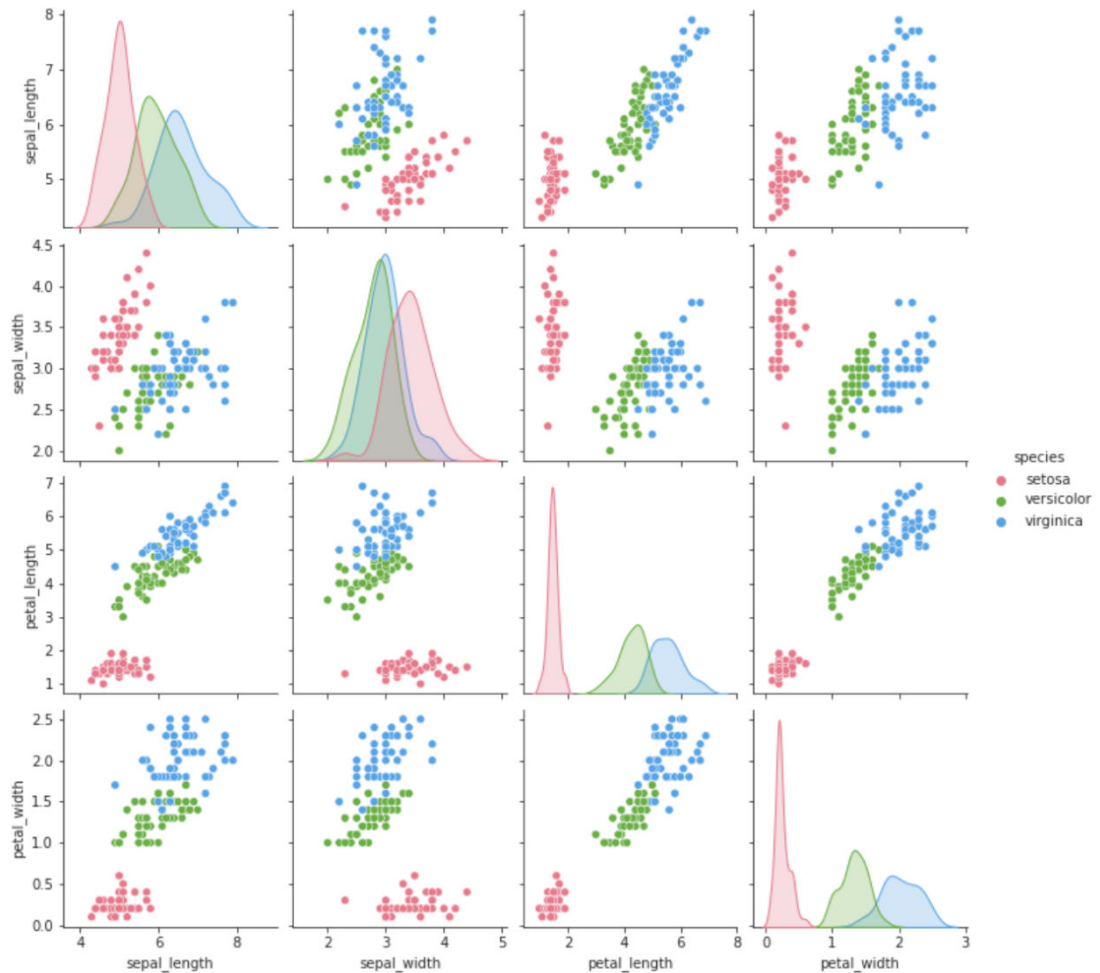 8
7
6
5
sepal_length
4.5
4.0
3.5
3.0
2.5
2.0
sepal_width
species
setosa
versicolor
virginica
7
6
5
4
3
2
1
petal_length
2.5
2.0
1.5
1.0
0.5
0.0
petal_width
4 6 8 2 3 4 5 2 4 6 8 0 1 2 3
sepal_length sepal_width petal_length petal_width